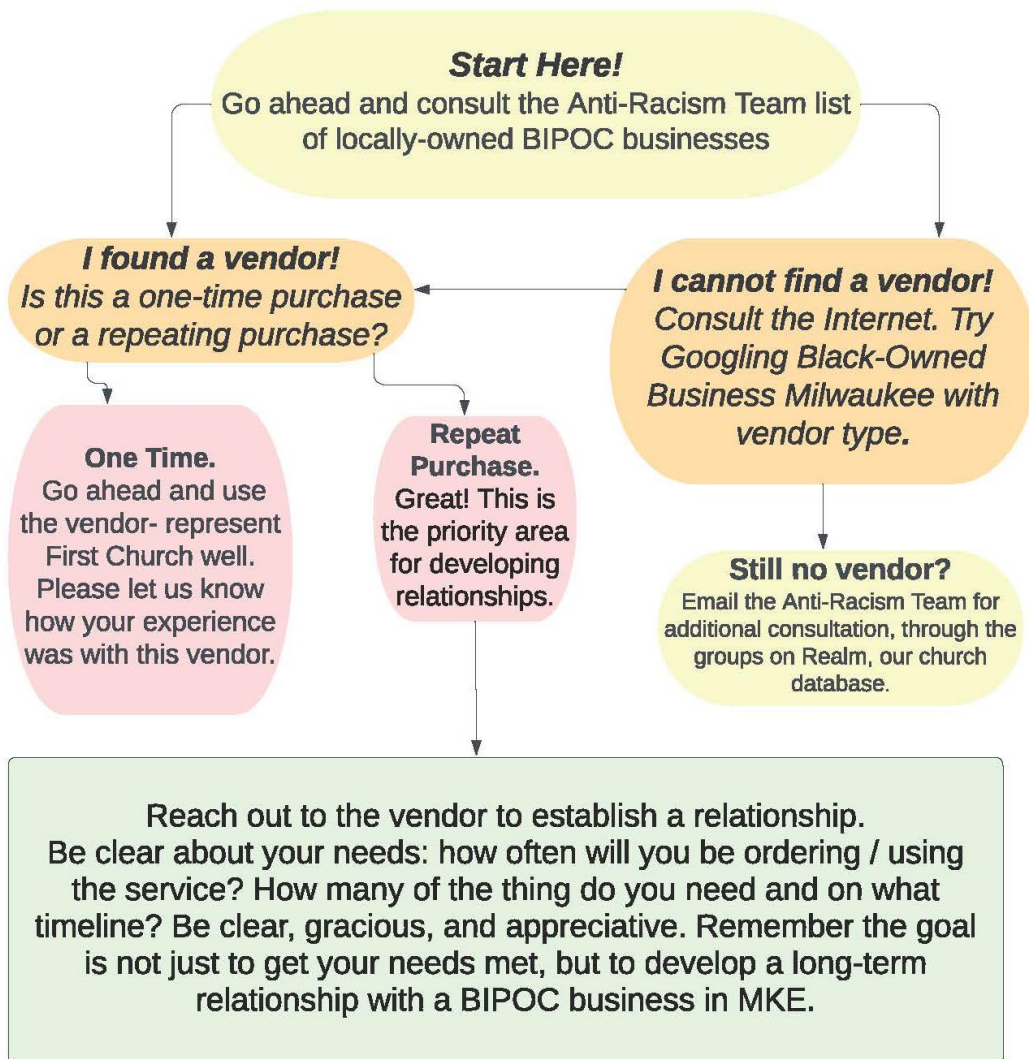 Start Here!
Go ahead and consult the Anti-Racism Team list
of locally-owned BIPOC businesses
I found a vendor!
Is this a one-time purchase
or a repeating purchase?
I cannot find a vendor!
Consult the Internet. Try
Googling Black-Owned
Business Milwaukee with
vendor type.
One Time.
Go ahead and use
the vendor- represent
First Church well.
Please let us know
how your experience
was with this vendor.
Repeat
Purchase.
Great! This is
the priority area
for developing
relationships.
Still no vendor?
Email the Anti-Racism Team for
additional consultation, through the
groups on Realm, our church
database.
Reach out to the vendor to establish a relationship.
Be clear about your needs: how often will you be ordering / using
the service? How many of the thing do you need and on what
timeline? Be clear, gracious, and appreciative. Remember the goal
is not just to get your needs met, but to develop a long-term
relationship with a BIPOC business in MKE.